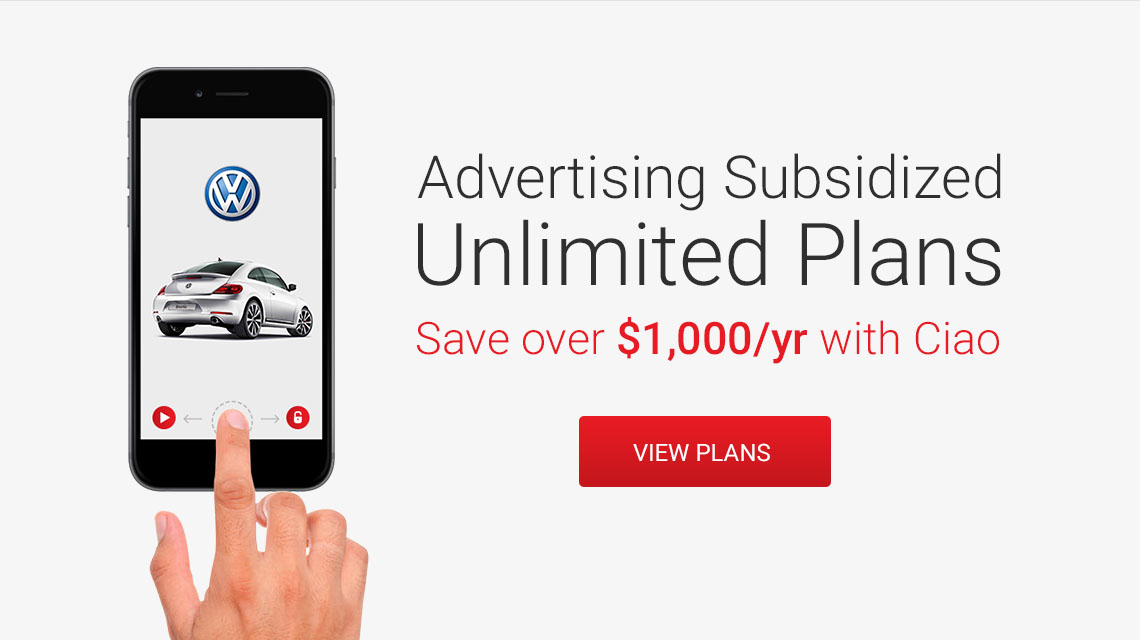 Advertising Subsidized
Unlimited Plans
Save over $1,000/yr with Ciao
VIEW PLANS